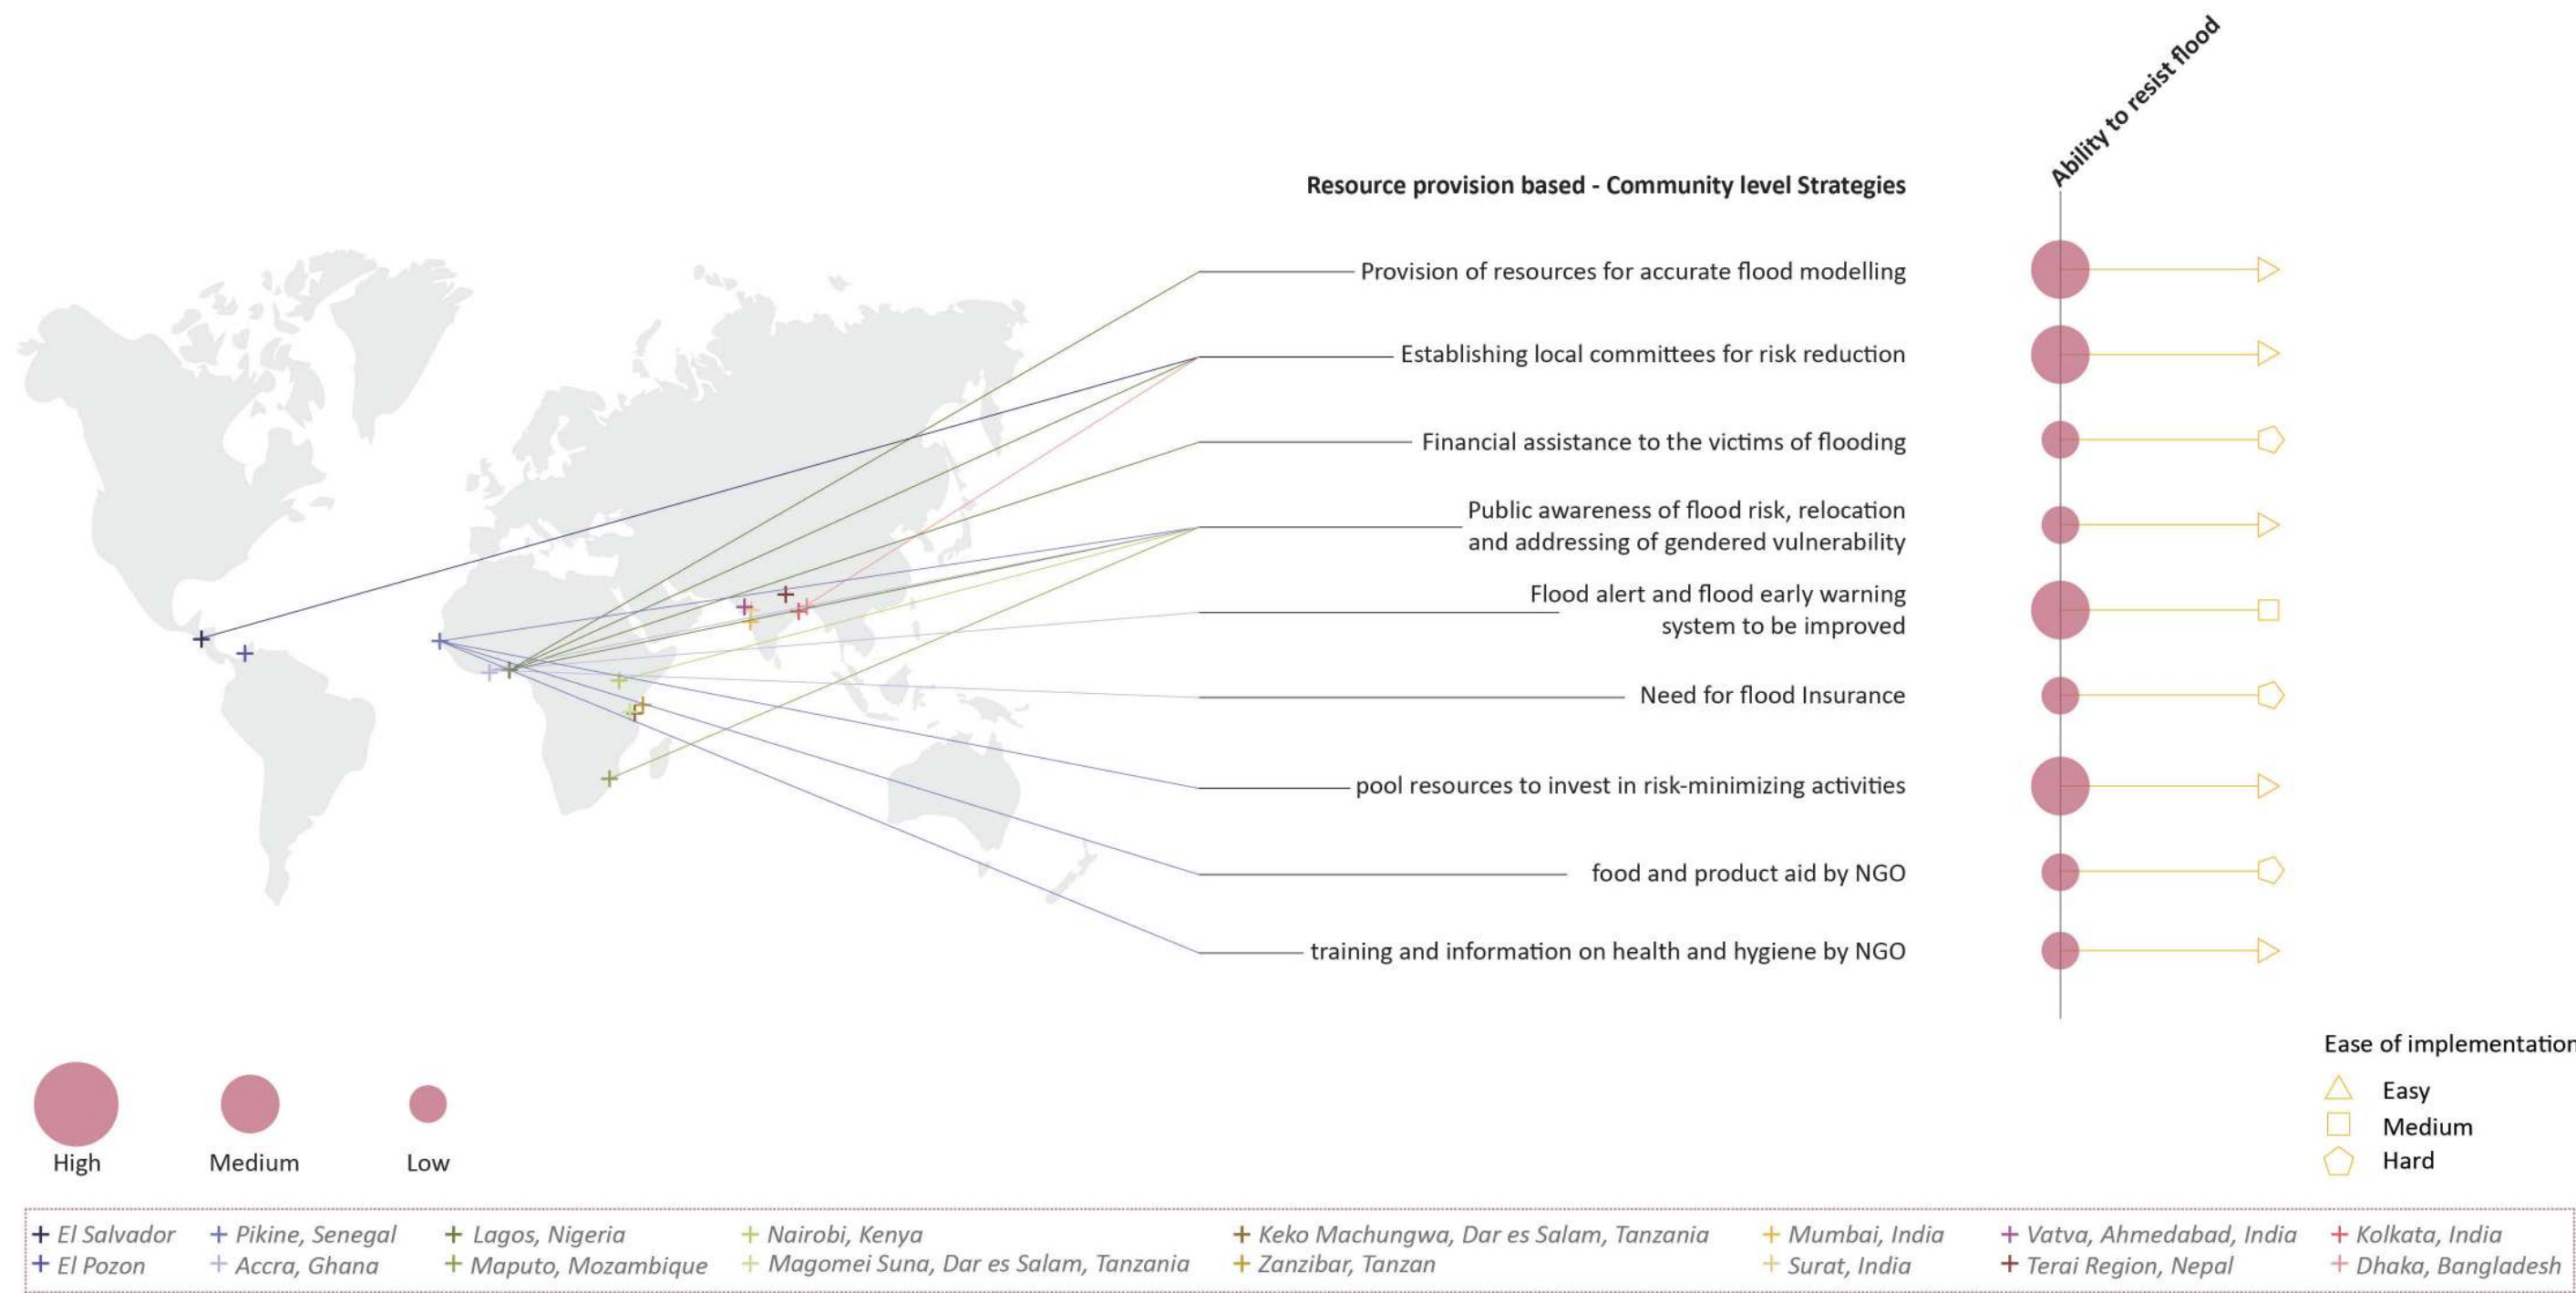 Ability to resist flood
Resource provision based - Community level Strategies
Provision of resources for accurate flood modelling
Establishing local committees for risk reduction
Financial assistance to the victims of flooding
Public awareness of flood risk, relocation
and addressing of gendered vulnerability
Flood alert and flood early warning
system to be improved
Need for flood Insurance
pool resources to invest in risk-minimizing activities
food and product aid by NGO
training and information on health and hygiene by NGO
Ease of implementation
Easy
Medium
Hard
High
Medium
Low
El Salvador
El Pozon
Pikine, Senegal
Accra, Ghana
Lagos, Nigeria
Maputo, Mozambique
Nairobi, Kenya
Magomei Suna, Dar es Salam, Tanzania
Keko Machungwa, Dar es Salam, Tanzania
Zanzibar, Tanzan
Mumbai, India
Surat, India
Vatva, Ahmedabad, India
Terai Region, Nepal
Kolkata, India
Dhaka, Bangladesh